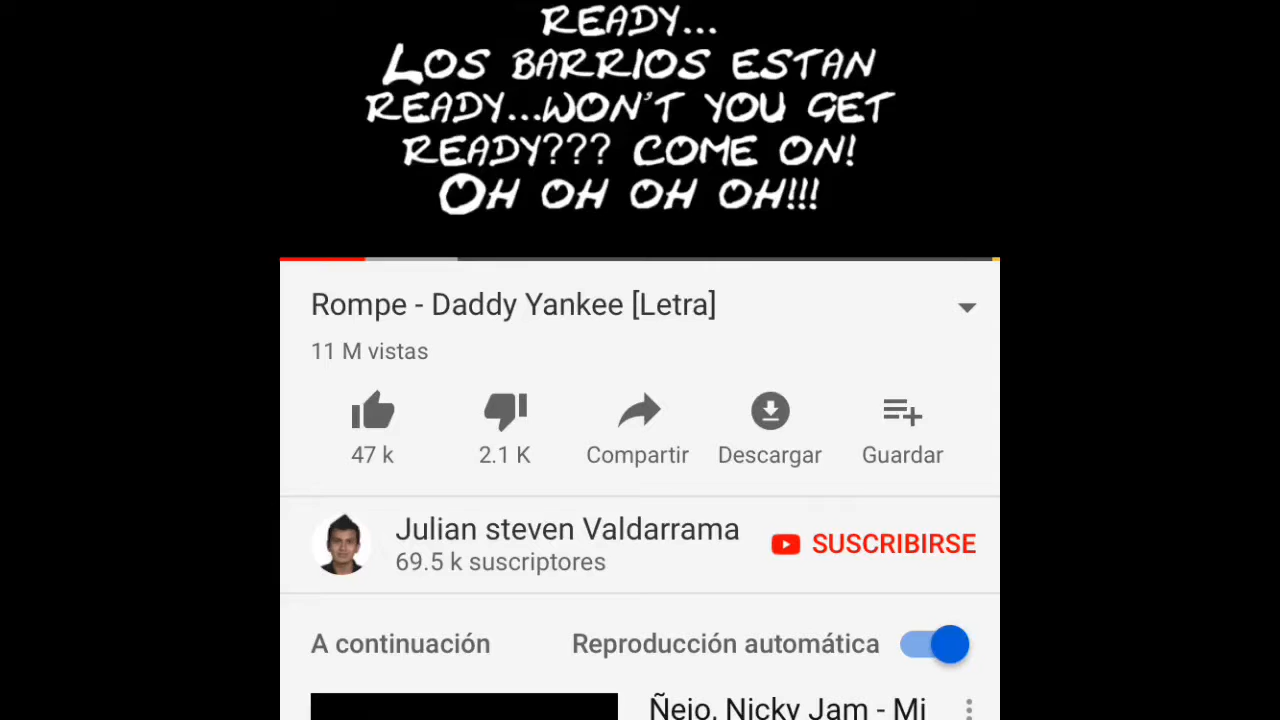 READY...
LOS BARRIOS ESTAN
READY...WON'T YOU GET
READY??? COME ON!
OH OH OH OH!!!
Rompe - Daddy Yankee [Letra]
11 M vistas
47 k
2.1 K
Compartir
Descargar
Guardar
Julian steven Valdarrama
69.5 k suscriptores
SUSCRIBIRSE
A continuación
Reproducción automática
Ñejo, Nicky Jam - Mi